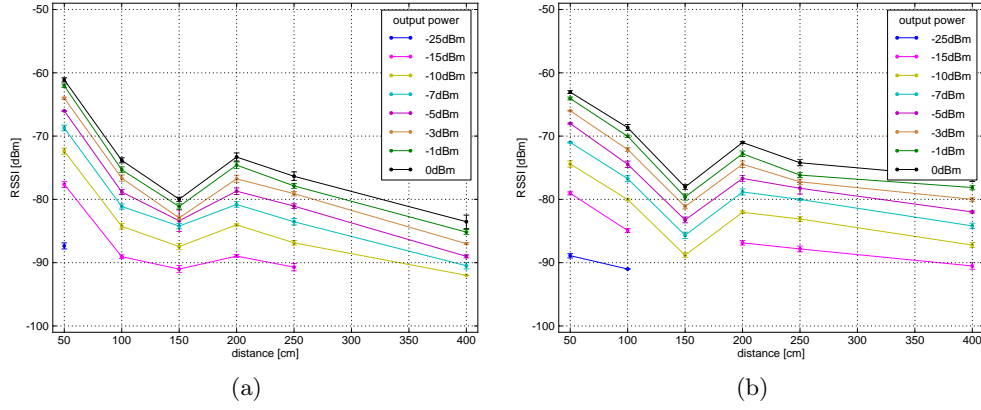 output power
-25dBm
-15dBm
-10dBm
-7dBm
-5dBm
-3dBm
-1dBm
0dBm
-50
-60
-70
-80
-90
-100
RSSI [dBm]
50 100 150 200 250 300 350 400
distance [cm]
(a)
output power
-25dBm
-15dBm
-10dBm
-7dBm
-5dBm
-3dBm
-1dBm
0dBm
-50
-60
-70
-80
-90
-100
RSSI [dBm]
50 100 150 200 250 300 350 400
distance [cm]
(b)